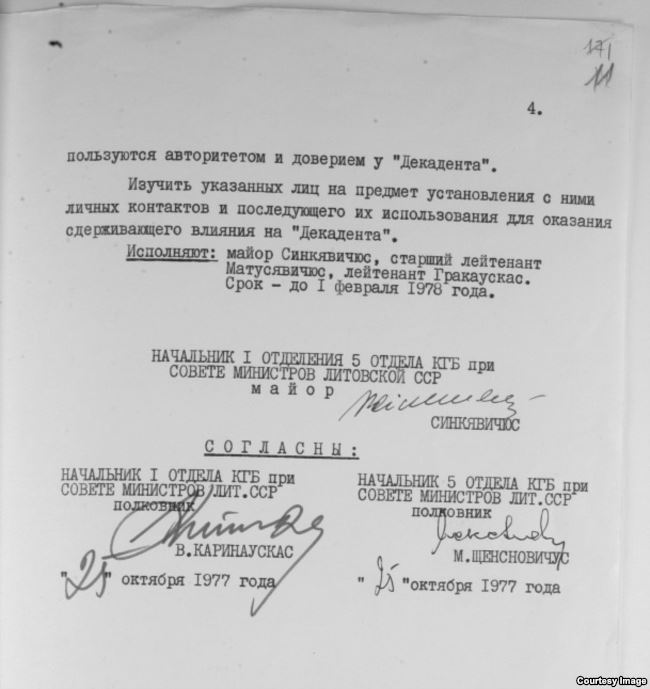 171
11
4.
пользуются авторитетом и доверием у "Декадента".
Изучить указанных лиц на предмет установления с ними
личных контактов и последующего их использования для оказания
сдерживающего влияния на "Декадента".
Исполняют: майор Синкявичюс, старший лейтенант
Матусявичюс, лейтенант Гракаускас.
Срок - до I февраля 1978 года.
НАЧАЛЬНИК I ОТДЕЛЕНИЯ 5 ОТДЕЛА КГБ при
СОВЕТЕ МИНИСТРОВ ЛИТОВСКОЙ ССР
майор
СИНКЯВИЧЮС
СОГЛАСНЫ:
НАЧАЛЬНИК I ОТДЕЛА КГБ при
СОВЕТЕ МИНИСТРОВ ЛИТ.ССР
полковник
В.КАРИНАУСКАС
"25" октября 1977 года
НАЧАЛЬНИК 5 ОТДЕЛА КГБ при
СОВЕТЕ МИНИСТРОВ ЛИТ.ССР
полковник
М.ЩЕНСНОВИЧУС
"25"октября 1977 года
Courtesy Image